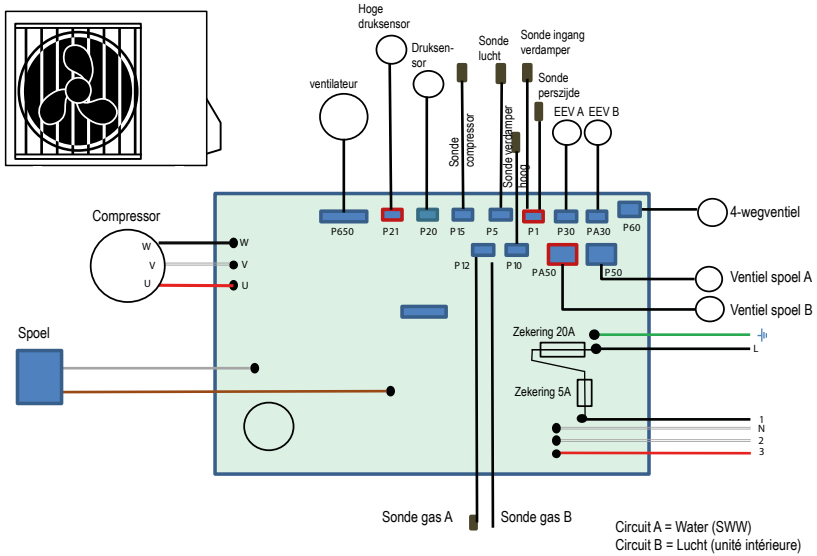 Hoge
druksensor
Druksen-
sor
Sonde
lucht
Sonde ingang
verdamper
Sonde
perszijde
ventilateur
EEV A
EEV B
Sonde
compressor
Sonde verdamper
hoog
P650
P21
P20
P15
P5
P1
P30
PA30
P60
4-wegventiel
P12
P10
PA50
P50
Compressor
W
V
U
W
V
U
Ventiel spoel A
Ventiel spoel B
Spoel
Zekering 20A
L
Zekering 5A
1
N
2
3
Sonde gas A
Sonde gas B
Circuit A = Water (SWW)
Circuit B = Lucht (unité intérieure)